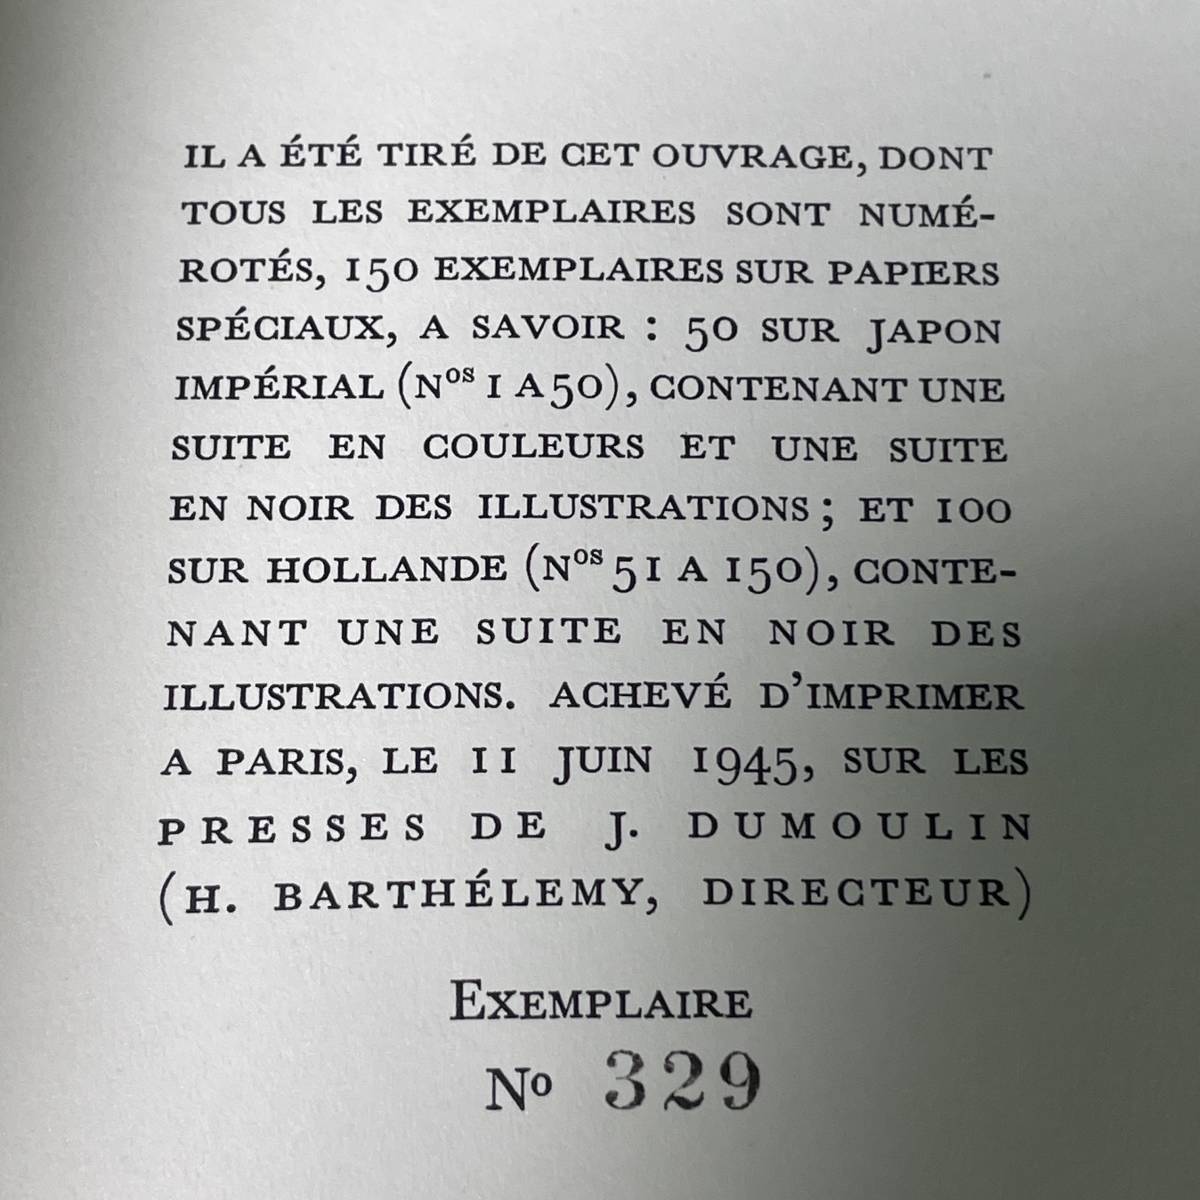 IL A ÉTÉ TIRÉ DE CET OUVRAGE, DONT
TOUS LES EXEMPLAIRES SONT NUMÉ-
ROTÉS, 150 EXEMPLAIRES SUR PAPIERS
SPÉCIAUX, A SAVOIR : 50 SUR JAPON
IMPÉRIAL (Nos 1 A 50), CONTENANT UNE
SUITE EN COULEURS ET UNE SUITE
EN NOIR DES ILLUSTRATIONS ; ET 100
SUR HOLLANDE (Nos 51 A 150), CONTE-
NANT UNE SUITE EN NOIR DES
ILLUSTRATIONS. ACHEVÉ D'IMPRIMER
A PARIS, LE 11 JUIN 1945, SUR LES
PRESSES DE J. DUMOULIN
(H. BARTHÉLEMY, DIRECTEUR)
EXEMPLAIRE
No 329